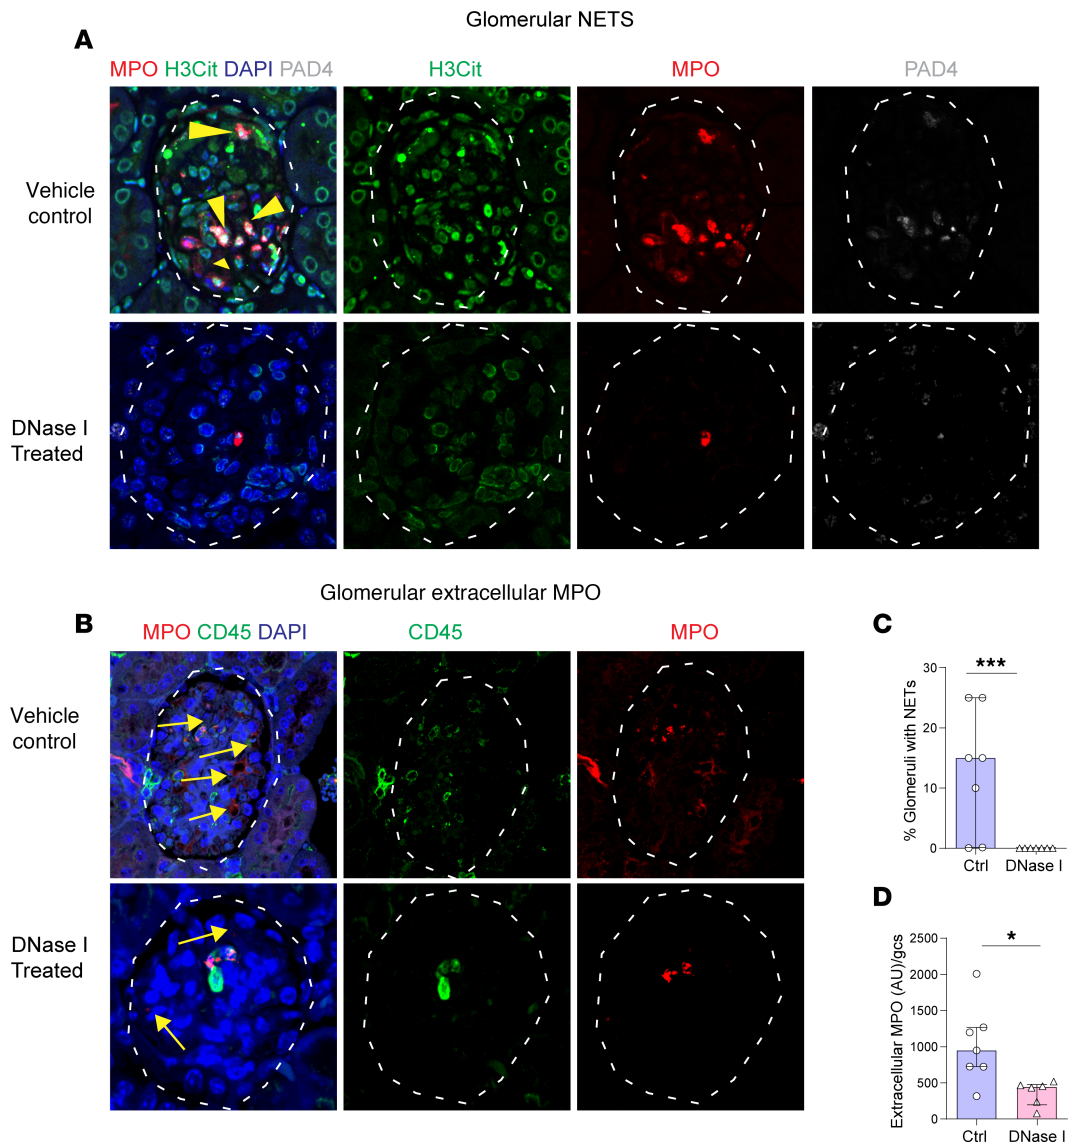 Glomerular NETS
A
MPO H3Cit DAPI PAD4
H3Cit
MPO
PAD4
Vehicle
control
DNase I
Treated
Glomerular extracellular MPO
B
MPO CD45 DAPI
CD45
MPO
Vehicle
control
DNase I
Treated
C
***
% Glomeruli with NETs
30
20
10
0
Ctrl
DNase I
D
*
Extracellular MPO (AU)/gcs
2500
2000
1500
1000
500
0
Ctrl
DNase I